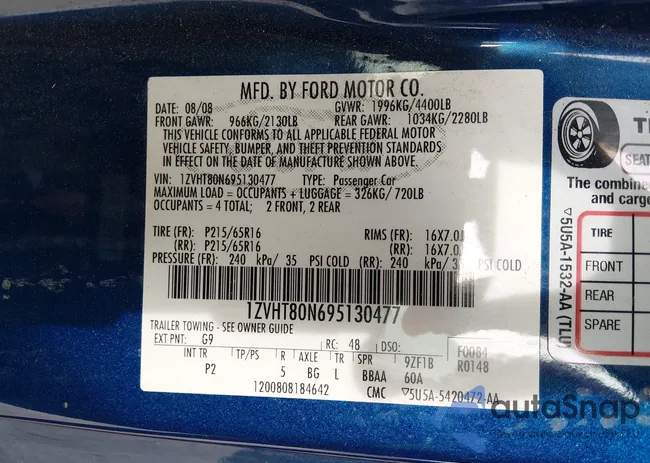 MFD. BY FORD MOTOR CO.
DATE: 08/08 GVWR: 1996KG/4400LB
FRONT GAWR: 966KG/2130LB REAR GAWR: 1034KG/2280LB
THIS VEHICLE CONFORMS TO ALL APPLICABLE FEDERAL MOTOR
VEHICLE SAFETY, BUMPER, AND THEFT PREVENTION STANDARDS
IN EFFECT ON THE DATE OF MANUFACTURE SHOWN ABOVE.
VIN: 1ZVHT80N695130477 TYPE: Passenger Car
MAXIMUM LOAD = OCCUPANTS + LUGGAGE = 326KG/720LB
OCCUPANTS = 4 TOTAL; 2 FRONT, 2 REAR
TIRE (FR): P215/65R16 RIMS (FR): 16X7.0
(RR): P215/65R16 (RR): 16X7.0
PRESSURE (FR): 240 kPa/ 35 PSI COLD (RR): 240 kPa/ 35 PSI COLD
1ZVHT80N695130477
TRAILER TOWING - SEE OWNER GUIDE
EXT PNT: G9 RC: 48 DSO: F0084
R0148
INT TR TP/PS R AXLE TR SPR 9ZF1B
P2 5 BG L BBAA 60A
1200808184642 CMC 5U5A-5420472-AA
SEAT
The combine
and cargo
TIRE
FRONT
REAR
SPARE
5U5A-1532-AA (TLU)
autoSnap